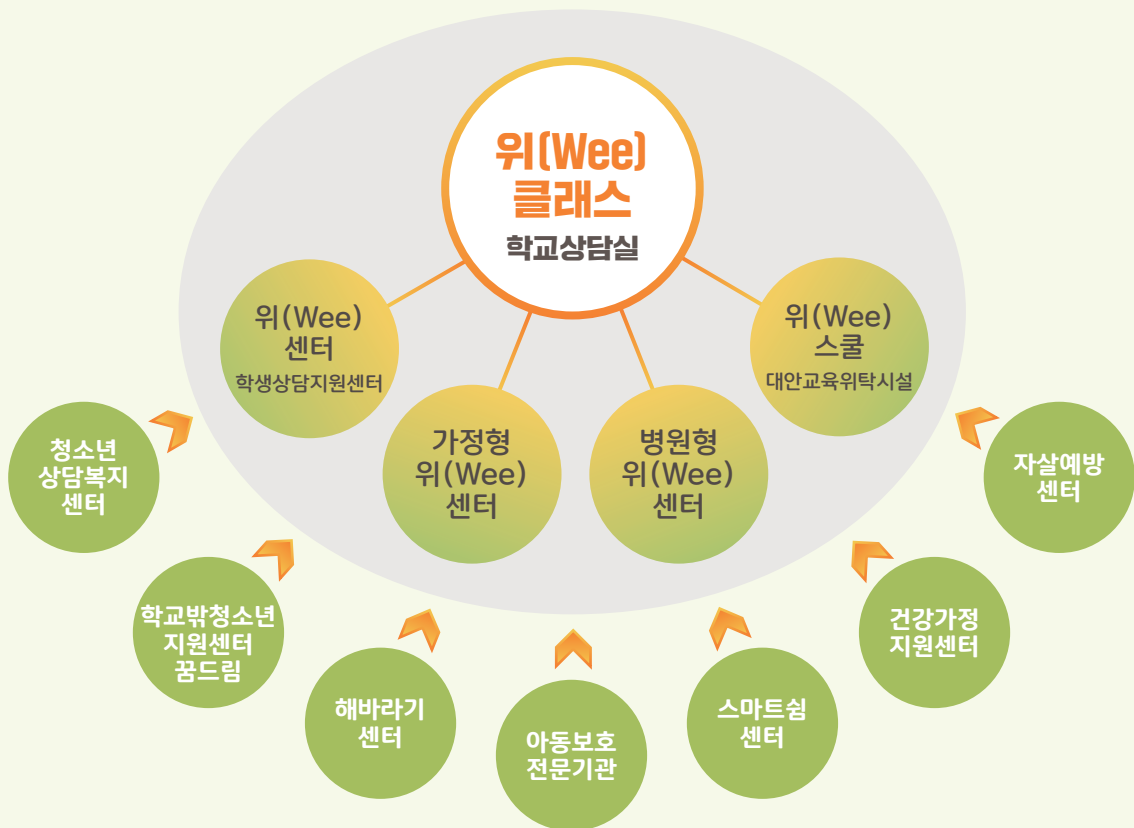 위(Wee)
클래스
학교상담실
위(Wee)
센터
학생상담지원센터
위(Wee)
스쿨
대안교육위탁시설
가정형
위(Wee)
센터
병원형
위(Wee)
센터
청소년
상담복지
센터
학교밖청소년
지원센터
꿈드림
해바라기
센터
아동보호
전문기관
스마트쉼
센터
건강가정
지원센터
자살예방
센터